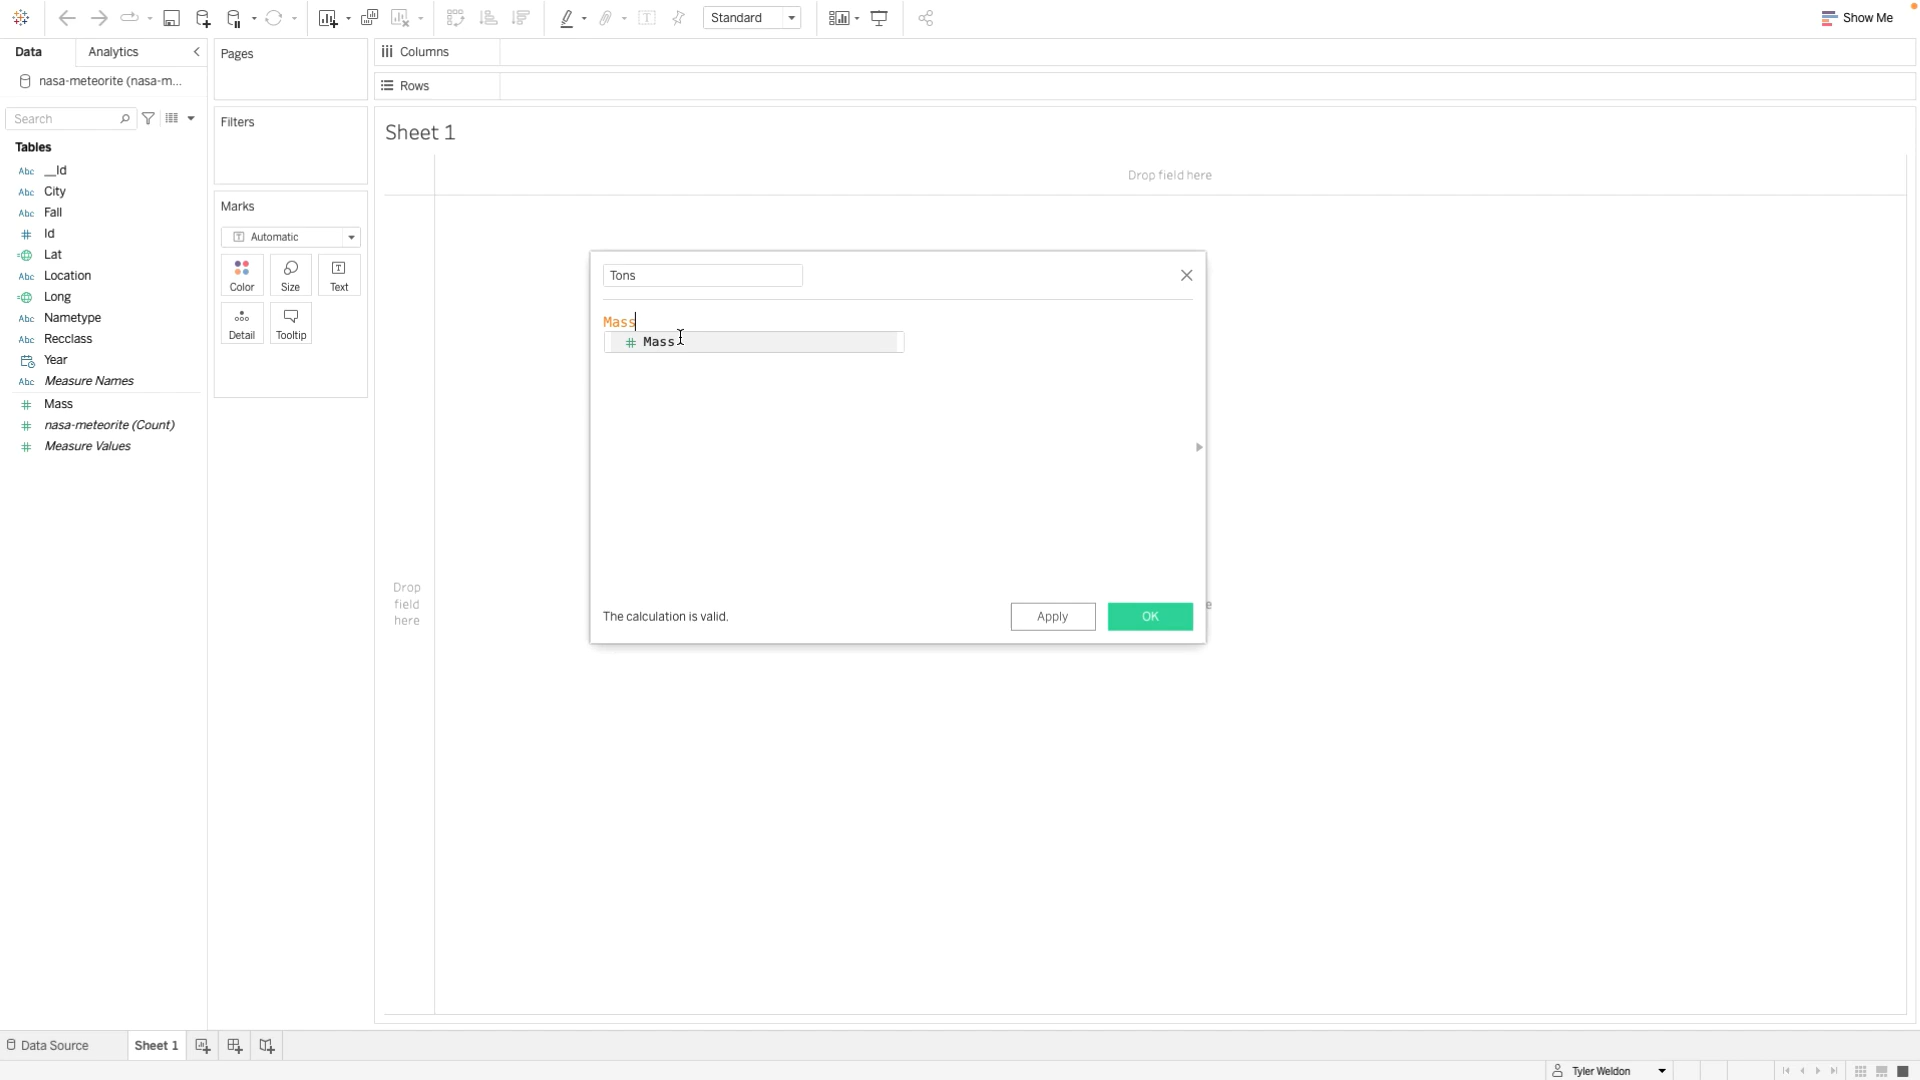 Standard
Show Me
Data
Analytics
nasa-meteorite (nasa-m...
Search
Tables
Abc __Id
Abc City
Abc Fall
# Id
Lat
Abc Location
Long
Abc Nametype
Abc Recclass
Year
Abc Measure Names
# Mass
# nasa-meteorite (Count)
# Measure Values
Pages
Filters
Marks
Automatic
Color
Size
Text
Detail
Tooltip
Columns
Rows
Sheet 1
Drop field here
Drop
field
here
Tons
Mass
# Mass
The calculation is valid.
Apply
OK
e
Data Source
Sheet 1
Tyler Weldon